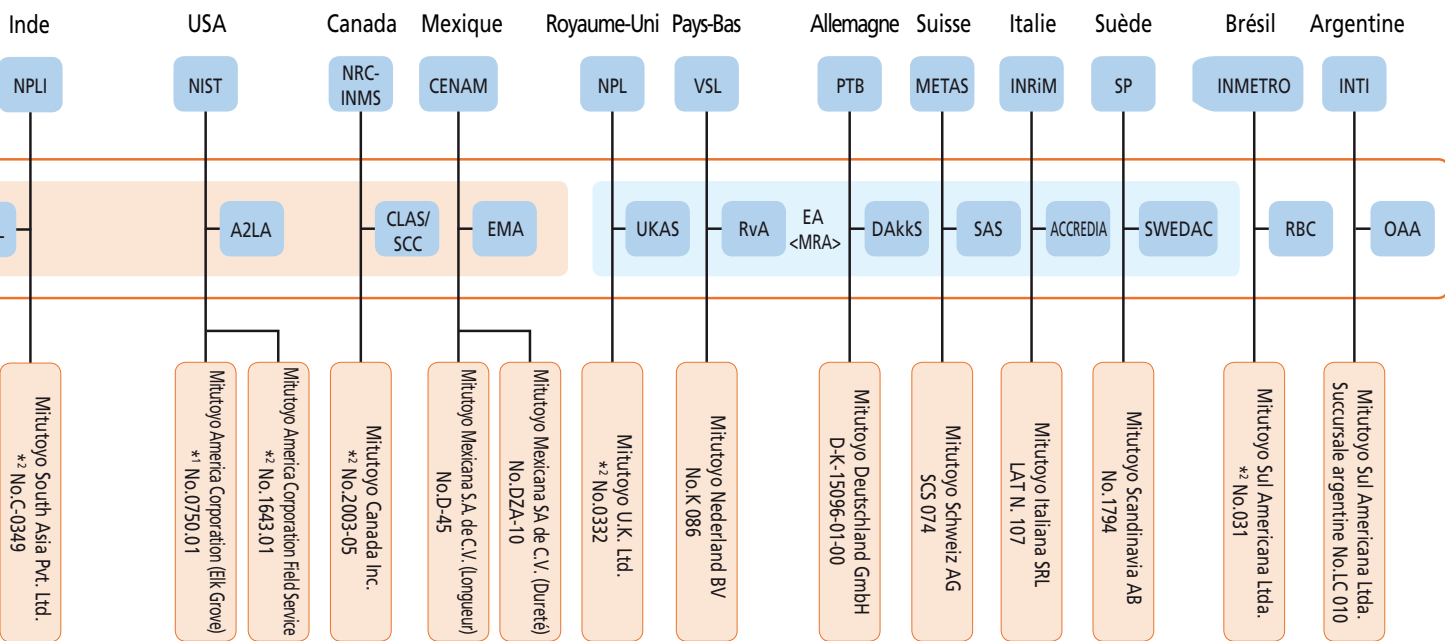 Inde
USA
Canada
Mexique
Royaume-Uni
Pays-Bas
Allemagne
Suisse
Italie
Suède
Brésil
Argentine
NPLI
NIST
NRC-
INMS
CENAM
NPL
VSL
PTB
METAS
INRiM
SP
INMETRO
INTI
L
A2LA
CLAS/
SCC
EMA
UKAS
RvA
EA
<MRA>
DAkkS
SAS
ACCREDIA
SWEDAC
RBC
OAA
Mitutoyo South Asia Pvt. Ltd.
*2 No.C-0349
Mitutoyo America Corporation (Elk Grove)
*1 No.0750.01
Mitutoyo America Corporation Field Service
*2 No.1643.01
Mitutoyo Canada Inc.
*2 No.2003-05
Mitutoyo Mexicana S.A. de C.V. (Longueur)
No.D-45
Mitutoyo Mexicana SA de C.V. (Dureté)
No.DZA-10
Mitutoyo U.K. Ltd.
*2 No.0332
Mitutoyo Nederland BV
No.K 086
Mitutoyo Deutschland GmbH
D-K-15096-01-00
Mitutoyo Schweiz AG
SCS 074
Mitutoyo Italiana SRL
LAT N. 107
Mitutoyo Scandinavia AB
No.1794
Mitutoyo Sul Americana Ltda.
*2 No.031
Mitutoyo Sul Americana Ltda.
Succursale argentine No.LC 010